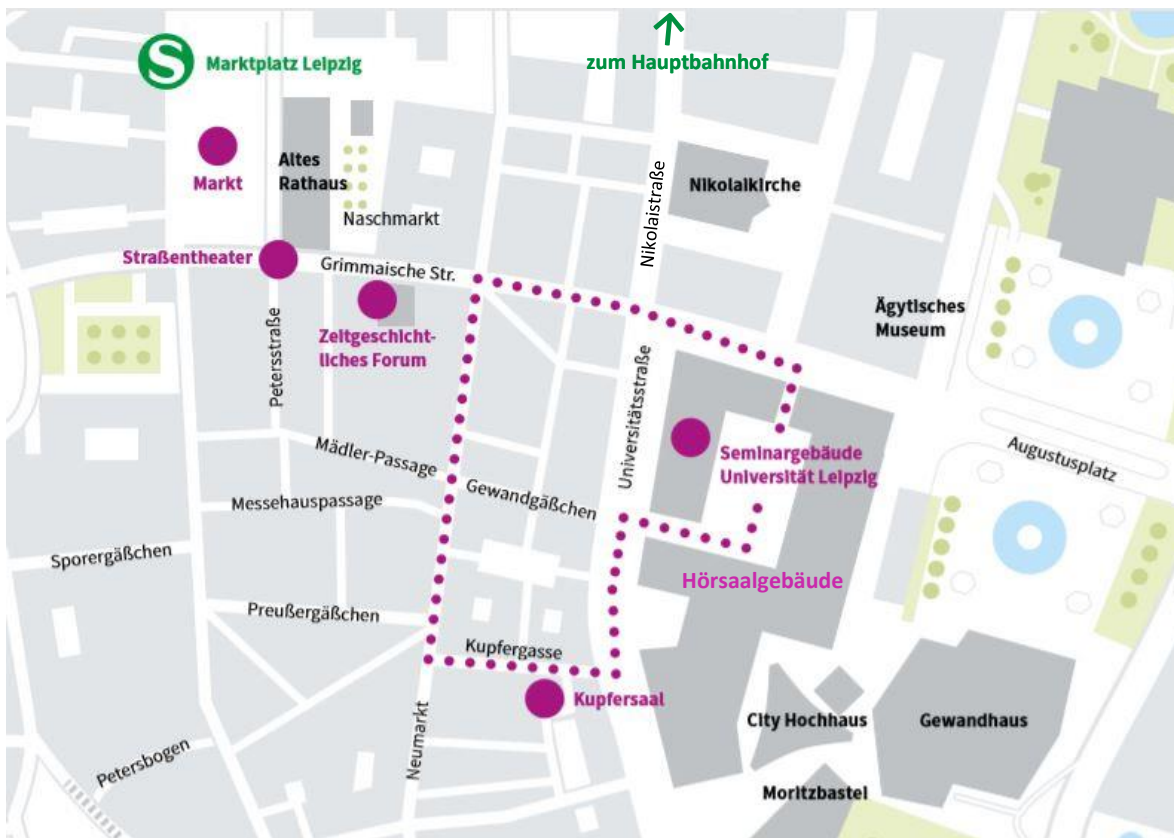 S
Marktplatz Leipzig
zum Hauptbahnhof
Markt
Altes
Rathaus
Naschmarkt
Nikolaistraße
Nikolaikirche
Straßentheater
Grimmaische Str.
Zeitgeschicht-
liches Forum
Petersstraße
Ägytisches
Museum
Universitätsstraße
Seminargebäude
Universität Leipzig
Augustusplatz
Mädler-Passage
Gewandgäßchen
Messehauspassage
Sporergäßchen
Hörsaalgebäude
Preußergäßchen
Kupfergasse
Kupfersaal
Neumarkt
Petersbogen
City Hochhaus
Gewandhaus
Moritzbastel